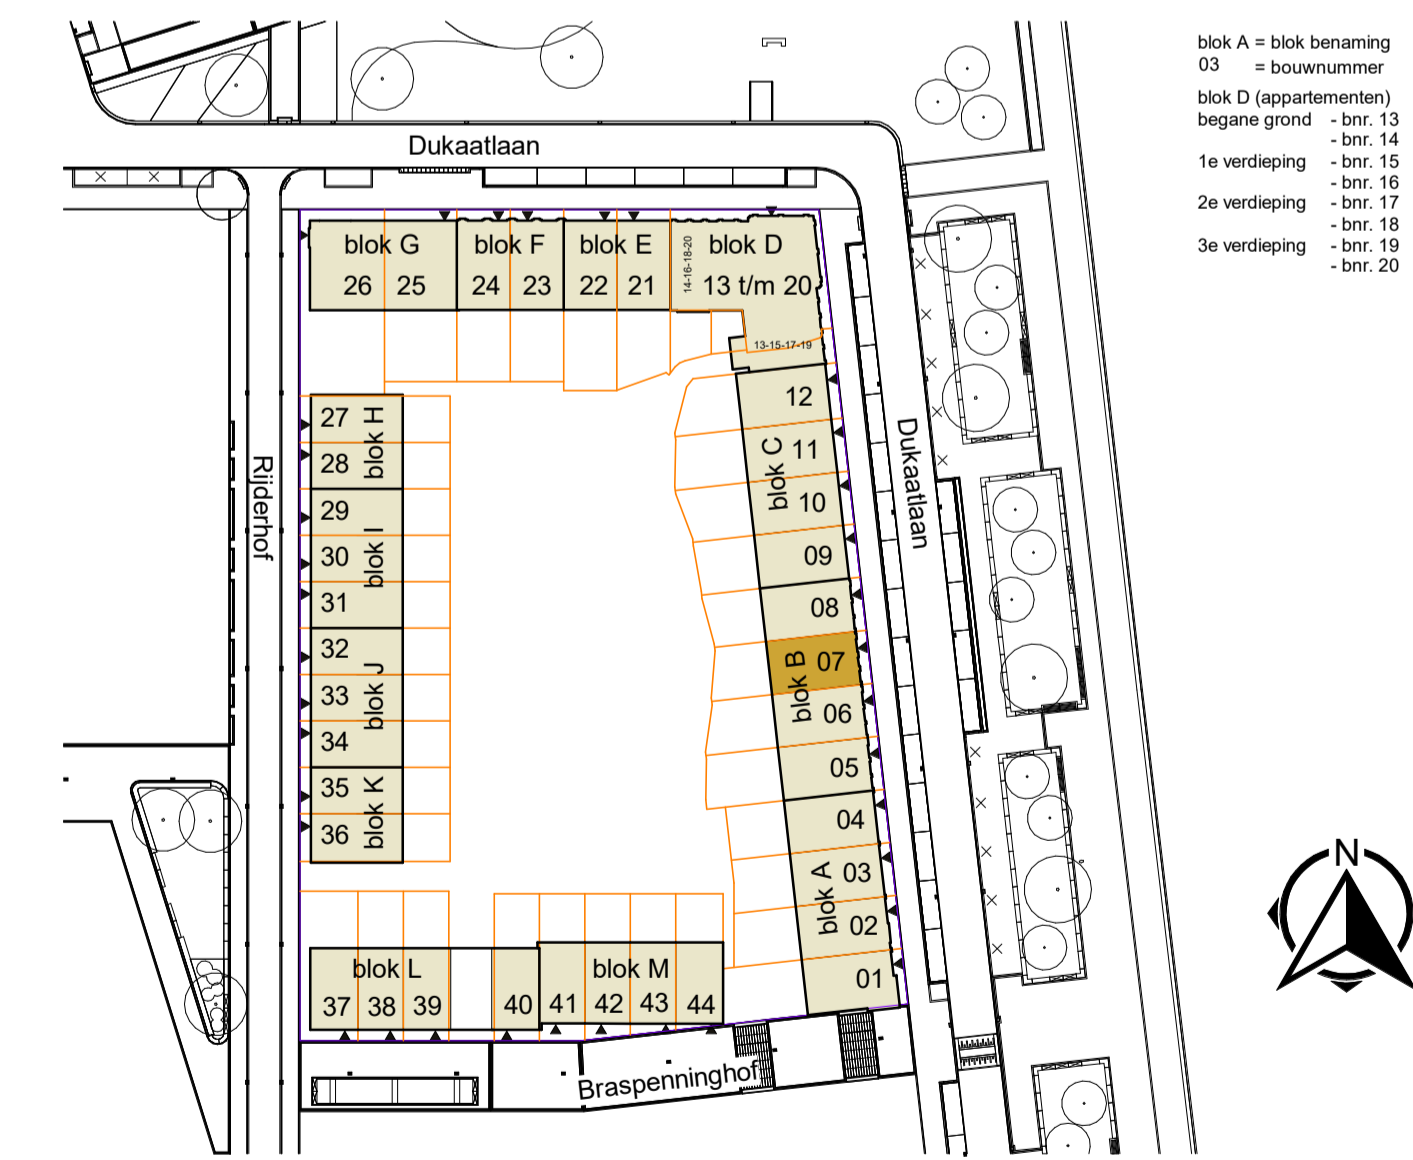 blok A = blok benaming
03 = bouwnummer
blok D (appartementen)
begane grond - bnr. 13
- bnr. 14
1e verdieping - bnr. 15
- bnr. 16
2e verdieping - bnr. 17
- bnr. 18
3e verdieping - bnr. 19
- bnr. 20
Dukaatlaan
blok G
26 25
blok F
24 23
blok E
22 21
14-16-18-20
blok D
13 t/m 20
13-15-17-19
12
11
10
09
blok C
Dukaatlaan
08
07
06
05
blok B
04
03
02
01
blok A
Rijderhof
27
28
blok H
29
30
31
blok I
32
33
34
blok J
35
36
blok K
blok L
37 38 39
blok M
40 41 42 43 44
Braspenninghof
N